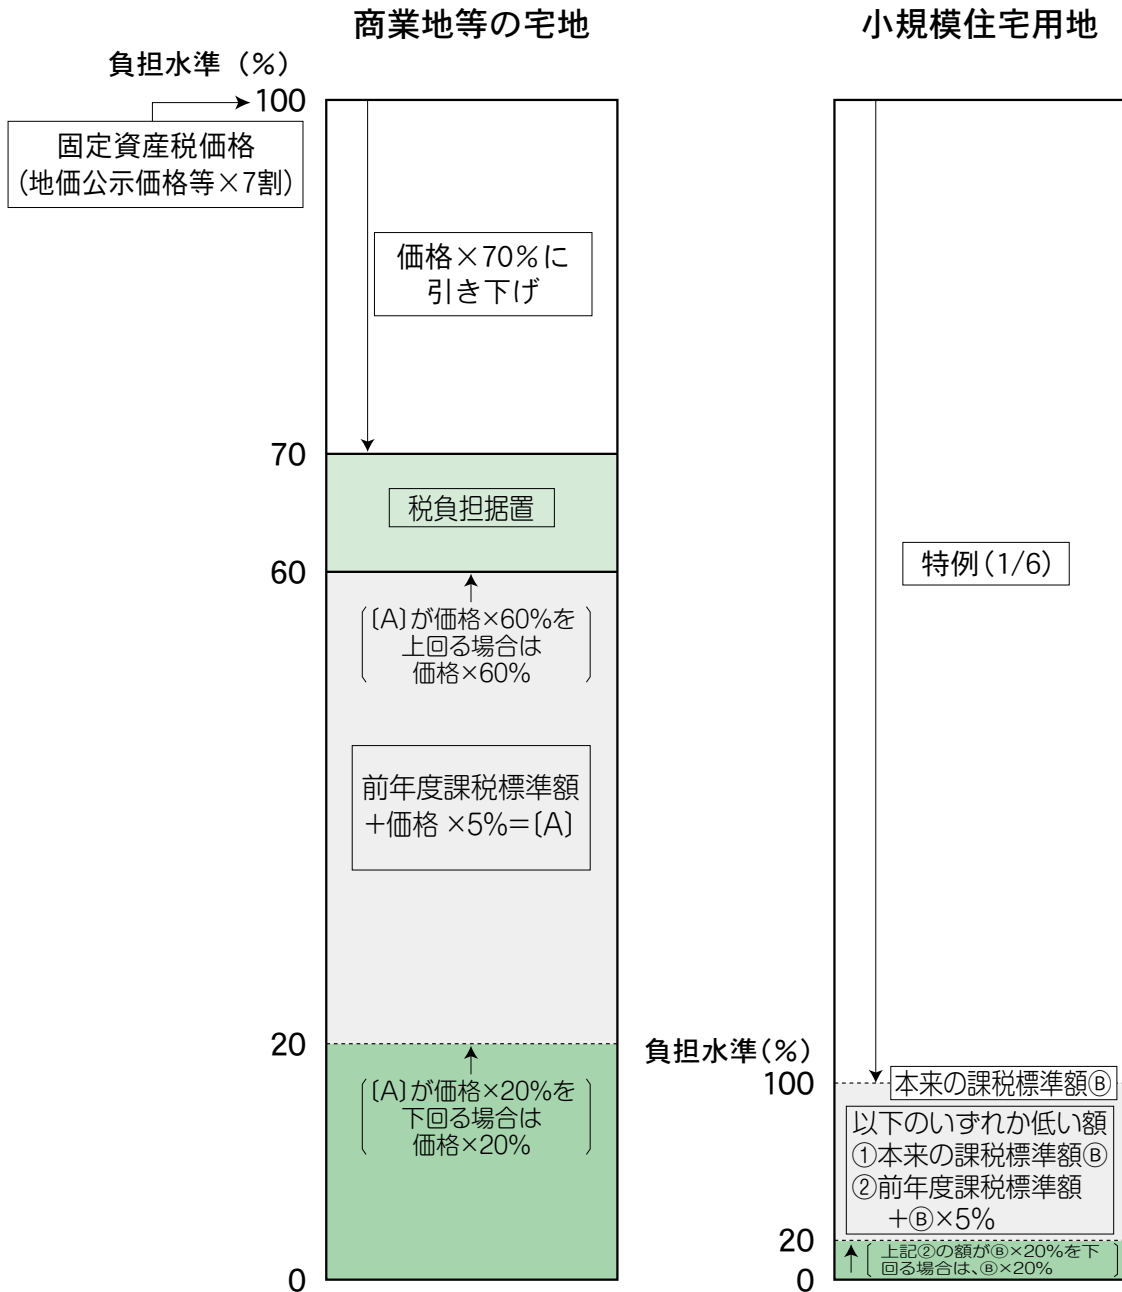 商業地等の宅地
負担水準（％）
100
固定資産税価格
(地価公示価格等×7割)
価格×70％に
引き下げ
70
税負担据置
60
〔A〕が価格×60%を
上回る場合は
価格×60%
前年度課税標準額
＋価格 ×5%＝〔A〕
20
〔A〕が価格×20%を
下回る場合は
価格×20%
0
小規模住宅用地
特例(1/6)
負担水準(％)
100
本来の課税標準額Ⓑ
以下のいずれか低い額
①本来の課税標準額Ⓑ
②前年度課税標準額
＋Ⓑ×5%
20
上記②の額がⒷ×20%を下
回る場合は、Ⓑ×20%
0